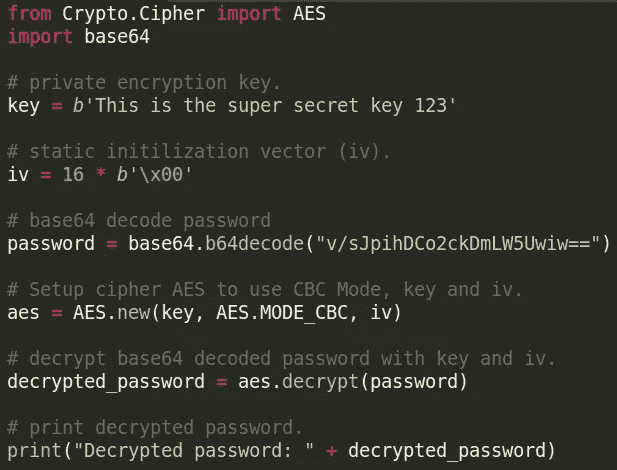 from Crypto.Cipher import AES
import base64
# private encryption key.
key = b'This is the super secret key 123'
# static initilization vector (iv).
iv = 16 * b'\x00'
# base64 decode password
password = base64.b64decode("v/sJpihDCo2ckDmLW5Uwiw==")
# Setup cipher AES to use CBC Mode, key and iv.
aes = AES.new(key, AES.MODE_CBC, iv)
# decrypt base64 decoded password with key and iv.
decrypted_password = aes.decrypt(password)
# print decrypted password.
print("Decrypted password: " + decrypted_password)